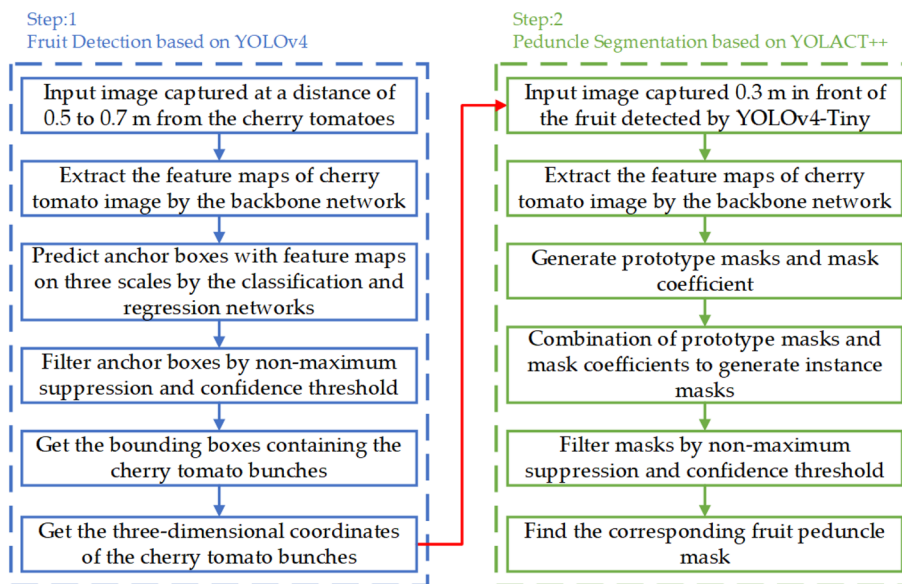 Step:1
Fruit Detection based on YOLOv4
Input image captured at a distance of
0.5 to 0.7 m from the cherry tomatoes
Extract the feature maps of cherry
tomato image by the backbone network
Predict anchor boxes with feature maps
on three scales by the classification and
regression networks
Filter anchor boxes by non-maximum
suppression and confidence threshold
Get the bounding boxes containing the
cherry tomato bunches
Get the three-dimensional coordinates
of the cherry tomato bunches
Step:2
Peduncle Segmentation based on YOLACT++
Input image captured 0.3 m in front of
the fruit detected by YOLOv4-Tiny
Extract the feature maps of cherry
tomato image by the backbone network
Generate prototype masks and mask
coefficient
Combination of prototype masks and
mask coefficients to generate instance
masks
Filter masks by non-maximum
suppression and confidence threshold
Find the corresponding fruit peduncle
mask